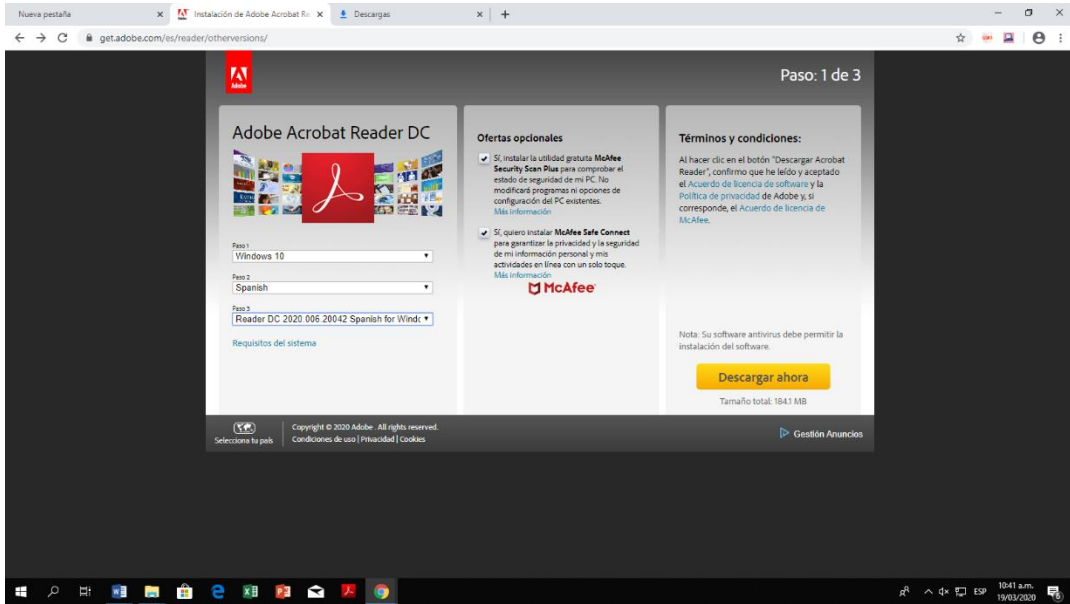 Nueva pestaña
Instalación de Adobe Acrobat Re
Descargas
get.adobe.com/es/reader/otherversions/
Adobe
Paso: 1 de 3
Adobe Acrobat Reader DC
Paso 1
Windows 10
Paso 2
Spanish
Paso 3
Reader DC 2020.006.20042 Spanish for Windo
Requisitos del sistema
Ofertas opcionales
Sí, instalar la utilidad gratuita McAfee
Security Scan Plus para comprobar el
estado de seguridad de mi PC. No
modificará programas ni opciones de
configuración del PC existentes.
Más información
Sí, quiero instalar McAfee Safe Connect
para garantizar la privacidad y la seguridad
de mi información personal y mis
actividades en línea con un solo toque.
Más información
McAfee
Términos y condiciones:
Al hacer clic en el botón "Descargar Acrobat
Reader", confirmo que he leído y aceptado
el Acuerdo de licencia de software y la
Política de privacidad de Adobe y, si
corresponde, el Acuerdo de licencia de
McAfee.
Nota: Su software antivirus debe permitir la
instalación del software.
Descargar ahora
Tamaño total: 184.1 MB
Selecciona tu país
Copyright © 2020 Adobe . All rights reserved.
Condiciones de uso | Privacidad | Cookies
Gestión Anuncios
ESP
10:41 a.m.
19/03/2020